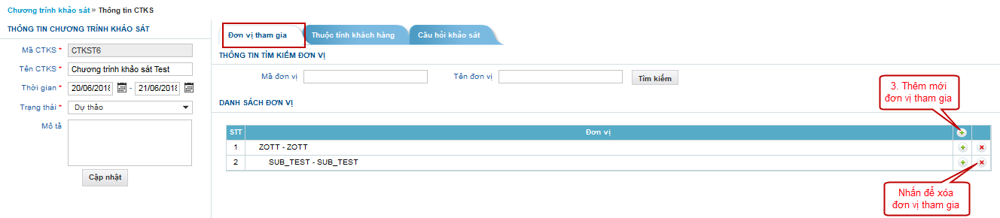 Chương trình khảo sát» Thông tin CTKS
THÔNG TIN CHƯƠNG TRÌNH KHẢO SÁT
Mã CTKS * CTKST6
Tên CTKS * Chương trình khảo sát Test
Thời gian * 20/06/2018 - 21/06/2018
Trạng thái * Dự thảo
Mô tả
Cập nhật
Đơn vị tham gia Thuộc tính khách hàng Câu hỏi khảo sát
THÔNG TIN TÌM KIẾM ĐƠN VỊ
Mã đơn vị Tên đơn vị Tìm kiếm
3. Thêm mới
đơn vị tham gia
DANH SÁCH ĐƠN VỊ
STT Đơn vị
1 ZOTT - ZOTT
2 SUB_TEST - SUB_TEST
Nhấn để xóa
đơn vị tham gia